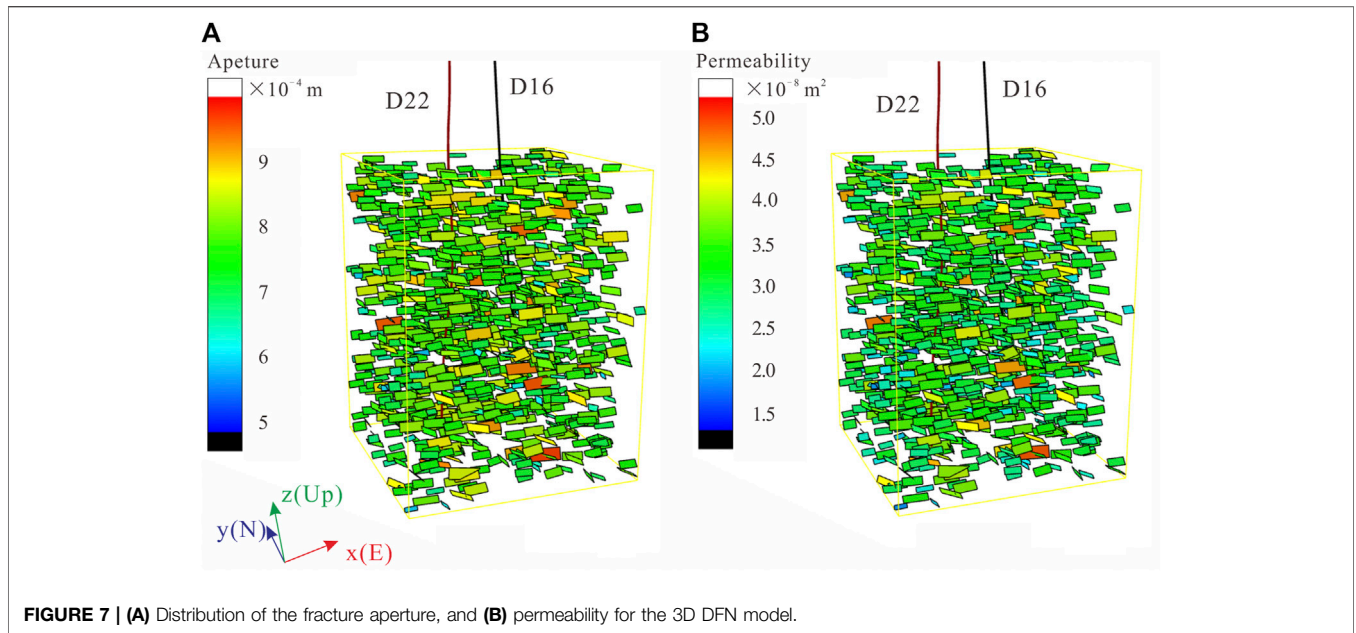 A
Apeture
×10⁻⁴ m
9
8
7
6
5
D22
D16
z(Up)
y(N)
x(E)
B
Permeability
×10⁻⁸ m²
5.0
4.5
4.0
3.5
3.0
2.5
2.0
1.5
D22
D16
FIGURE 7 | (A) Distribution of the fracture aperture, and (B) permeability for the 3D DFN model.